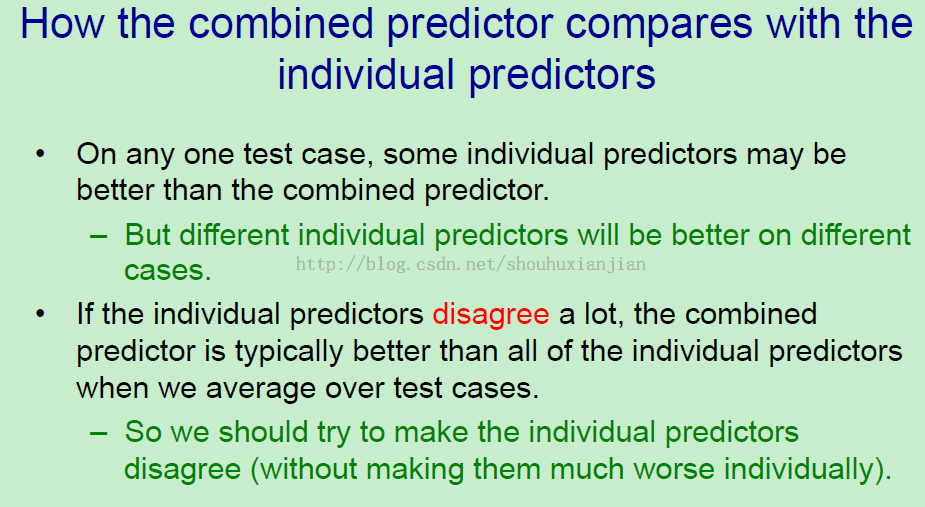 How the combined predictor compares with the
individual predictors
• On any one test case, some individual predictors may be
better than the combined predictor.
– But different individual predictors will be better on different
cases.
http://blog.csdn.net/shouhuxianjian
• If the individual predictors disagree a lot, the combined
predictor is typically better than all of the individual predictors
when we average over test cases.
– So we should try to make the individual predictors
disagree (without making them much worse individually).